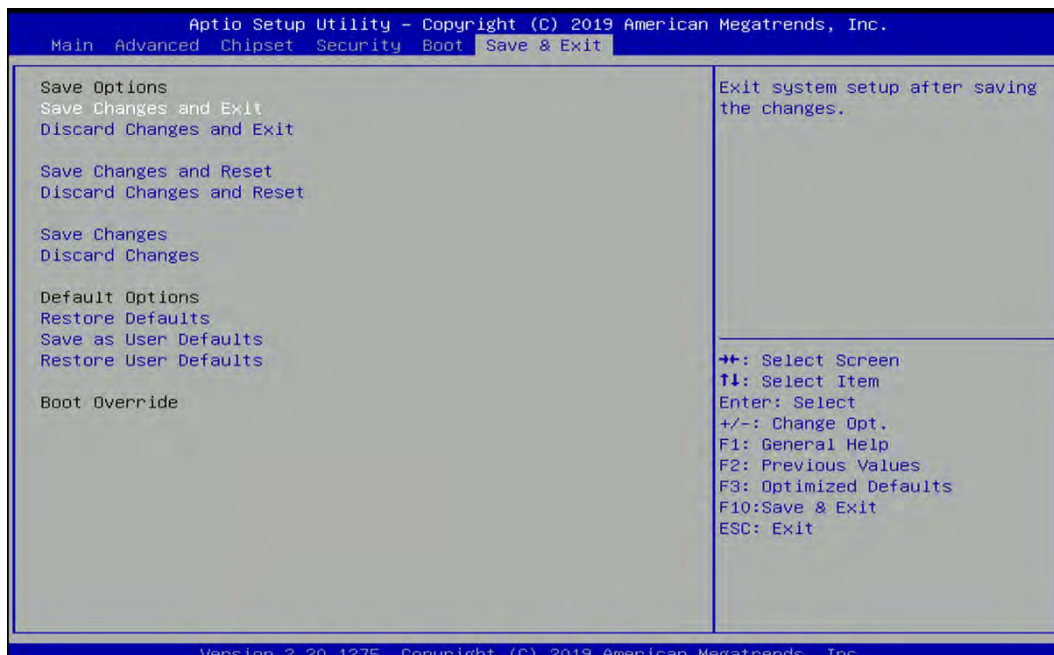 Aptio Setup Utility – Copyright (C) 2019 American Megatrends, Inc.
Main Advanced Chipset Security Boot Save & Exit
Save Options
Save Changes and Exit
Discard Changes and Exit
Save Changes and Reset
Discard Changes and Reset
Save Changes
Discard Changes
Default Options
Restore Defaults
Save as User Defaults
Restore User Defaults
Boot Override
Exit system setup after saving
the changes.
→←: Select Screen
↑↓: Select Item
Enter: Select
+/-: Change Opt.
F1: General Help
F2: Previous Values
F3: Optimized Defaults
F10:Save & Exit
ESC: Exit
Version 2.20.1275. Copyright (C) 2019 American Megatrends, Inc.